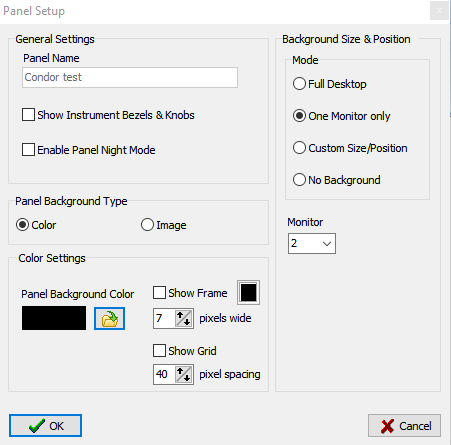 Panel Setup
General Settings
Panel Name
Condor test
Show Instrument Bezels & Knobs
Enable Panel Night Mode
Panel Background Type
Color
Image
Color Settings
Panel Background Color
Show Frame
7 pixels wide
Show Grid
40 pixel spacing
Background Size & Position
Mode
Full Desktop
One Monitor only
Custom Size/Position
No Background
Monitor
2
OK
Cancel